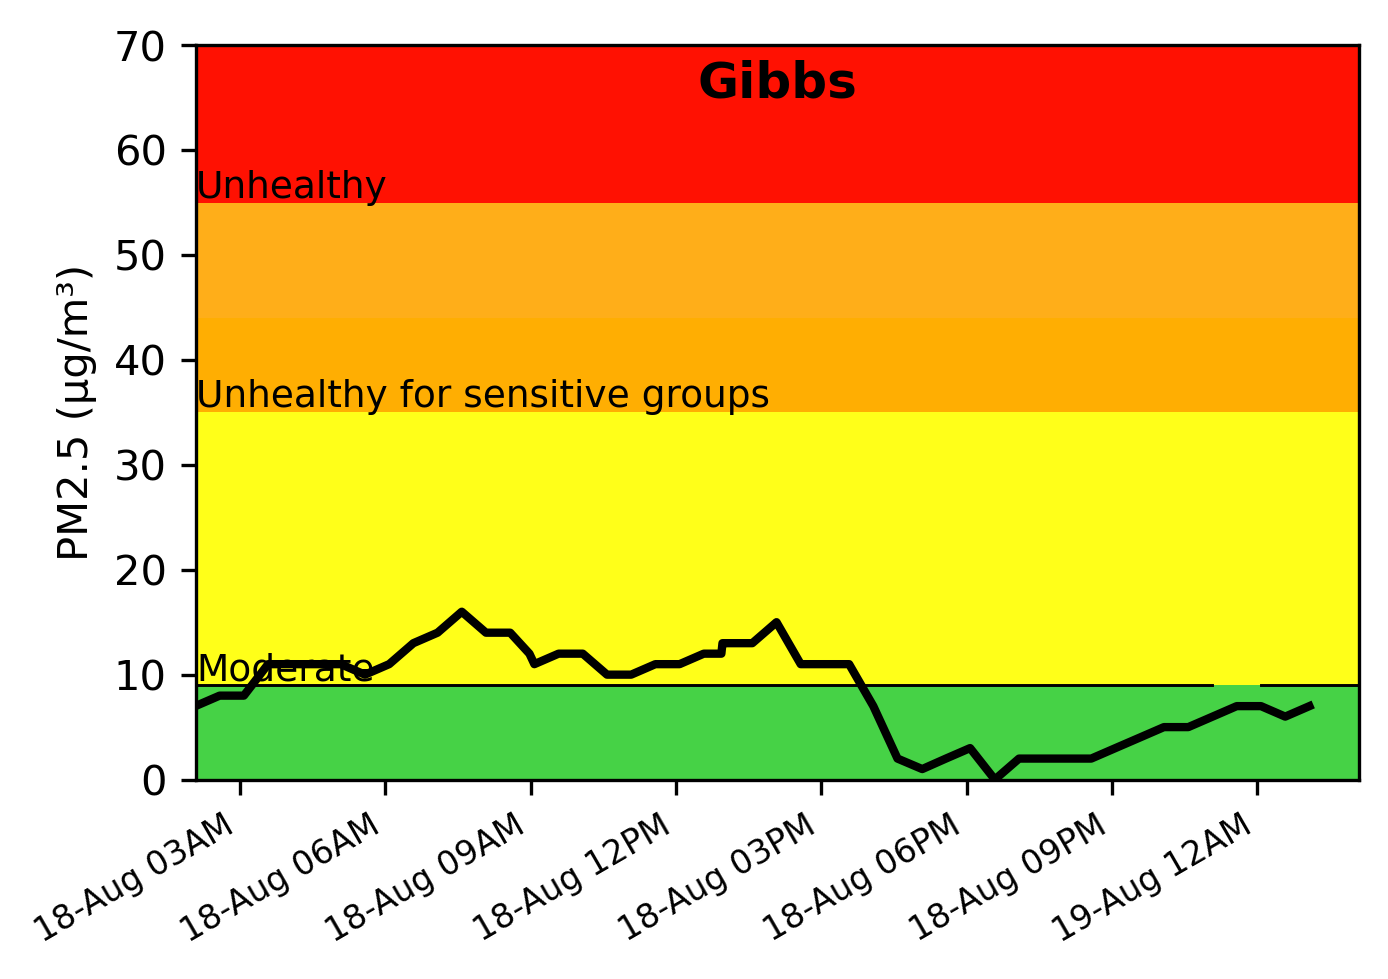 Gibbs
PM2.5 (µg/m³)
70
60
50
40
30
20
10
0
Unhealthy
Unhealthy for sensitive groups
Moderate
18-Aug 03AM
18-Aug 06AM
18-Aug 09AM
18-Aug 12PM
18-Aug 03PM
18-Aug 06PM
18-Aug 09PM
19-Aug 12AM